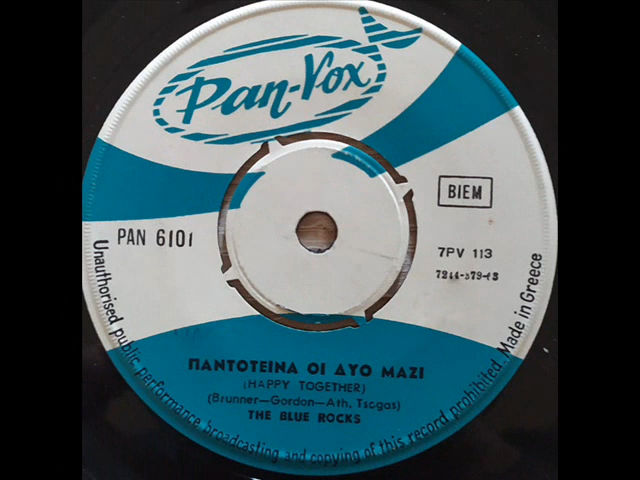 Pan-Vox
BIEM
PAN 6101
7PV 113
ΠΑΝΤΟΤΕΙΝΑ ΟΙ ΔΥΟ ΜΑΖΙ
(HAPPY TOGETHER)
(Brunner—Gordon—Ath. Tsogas)
THE BLUE ROCKS
Unauthorised public performance broadcasting and copying of this record prohibited. Made in Greece